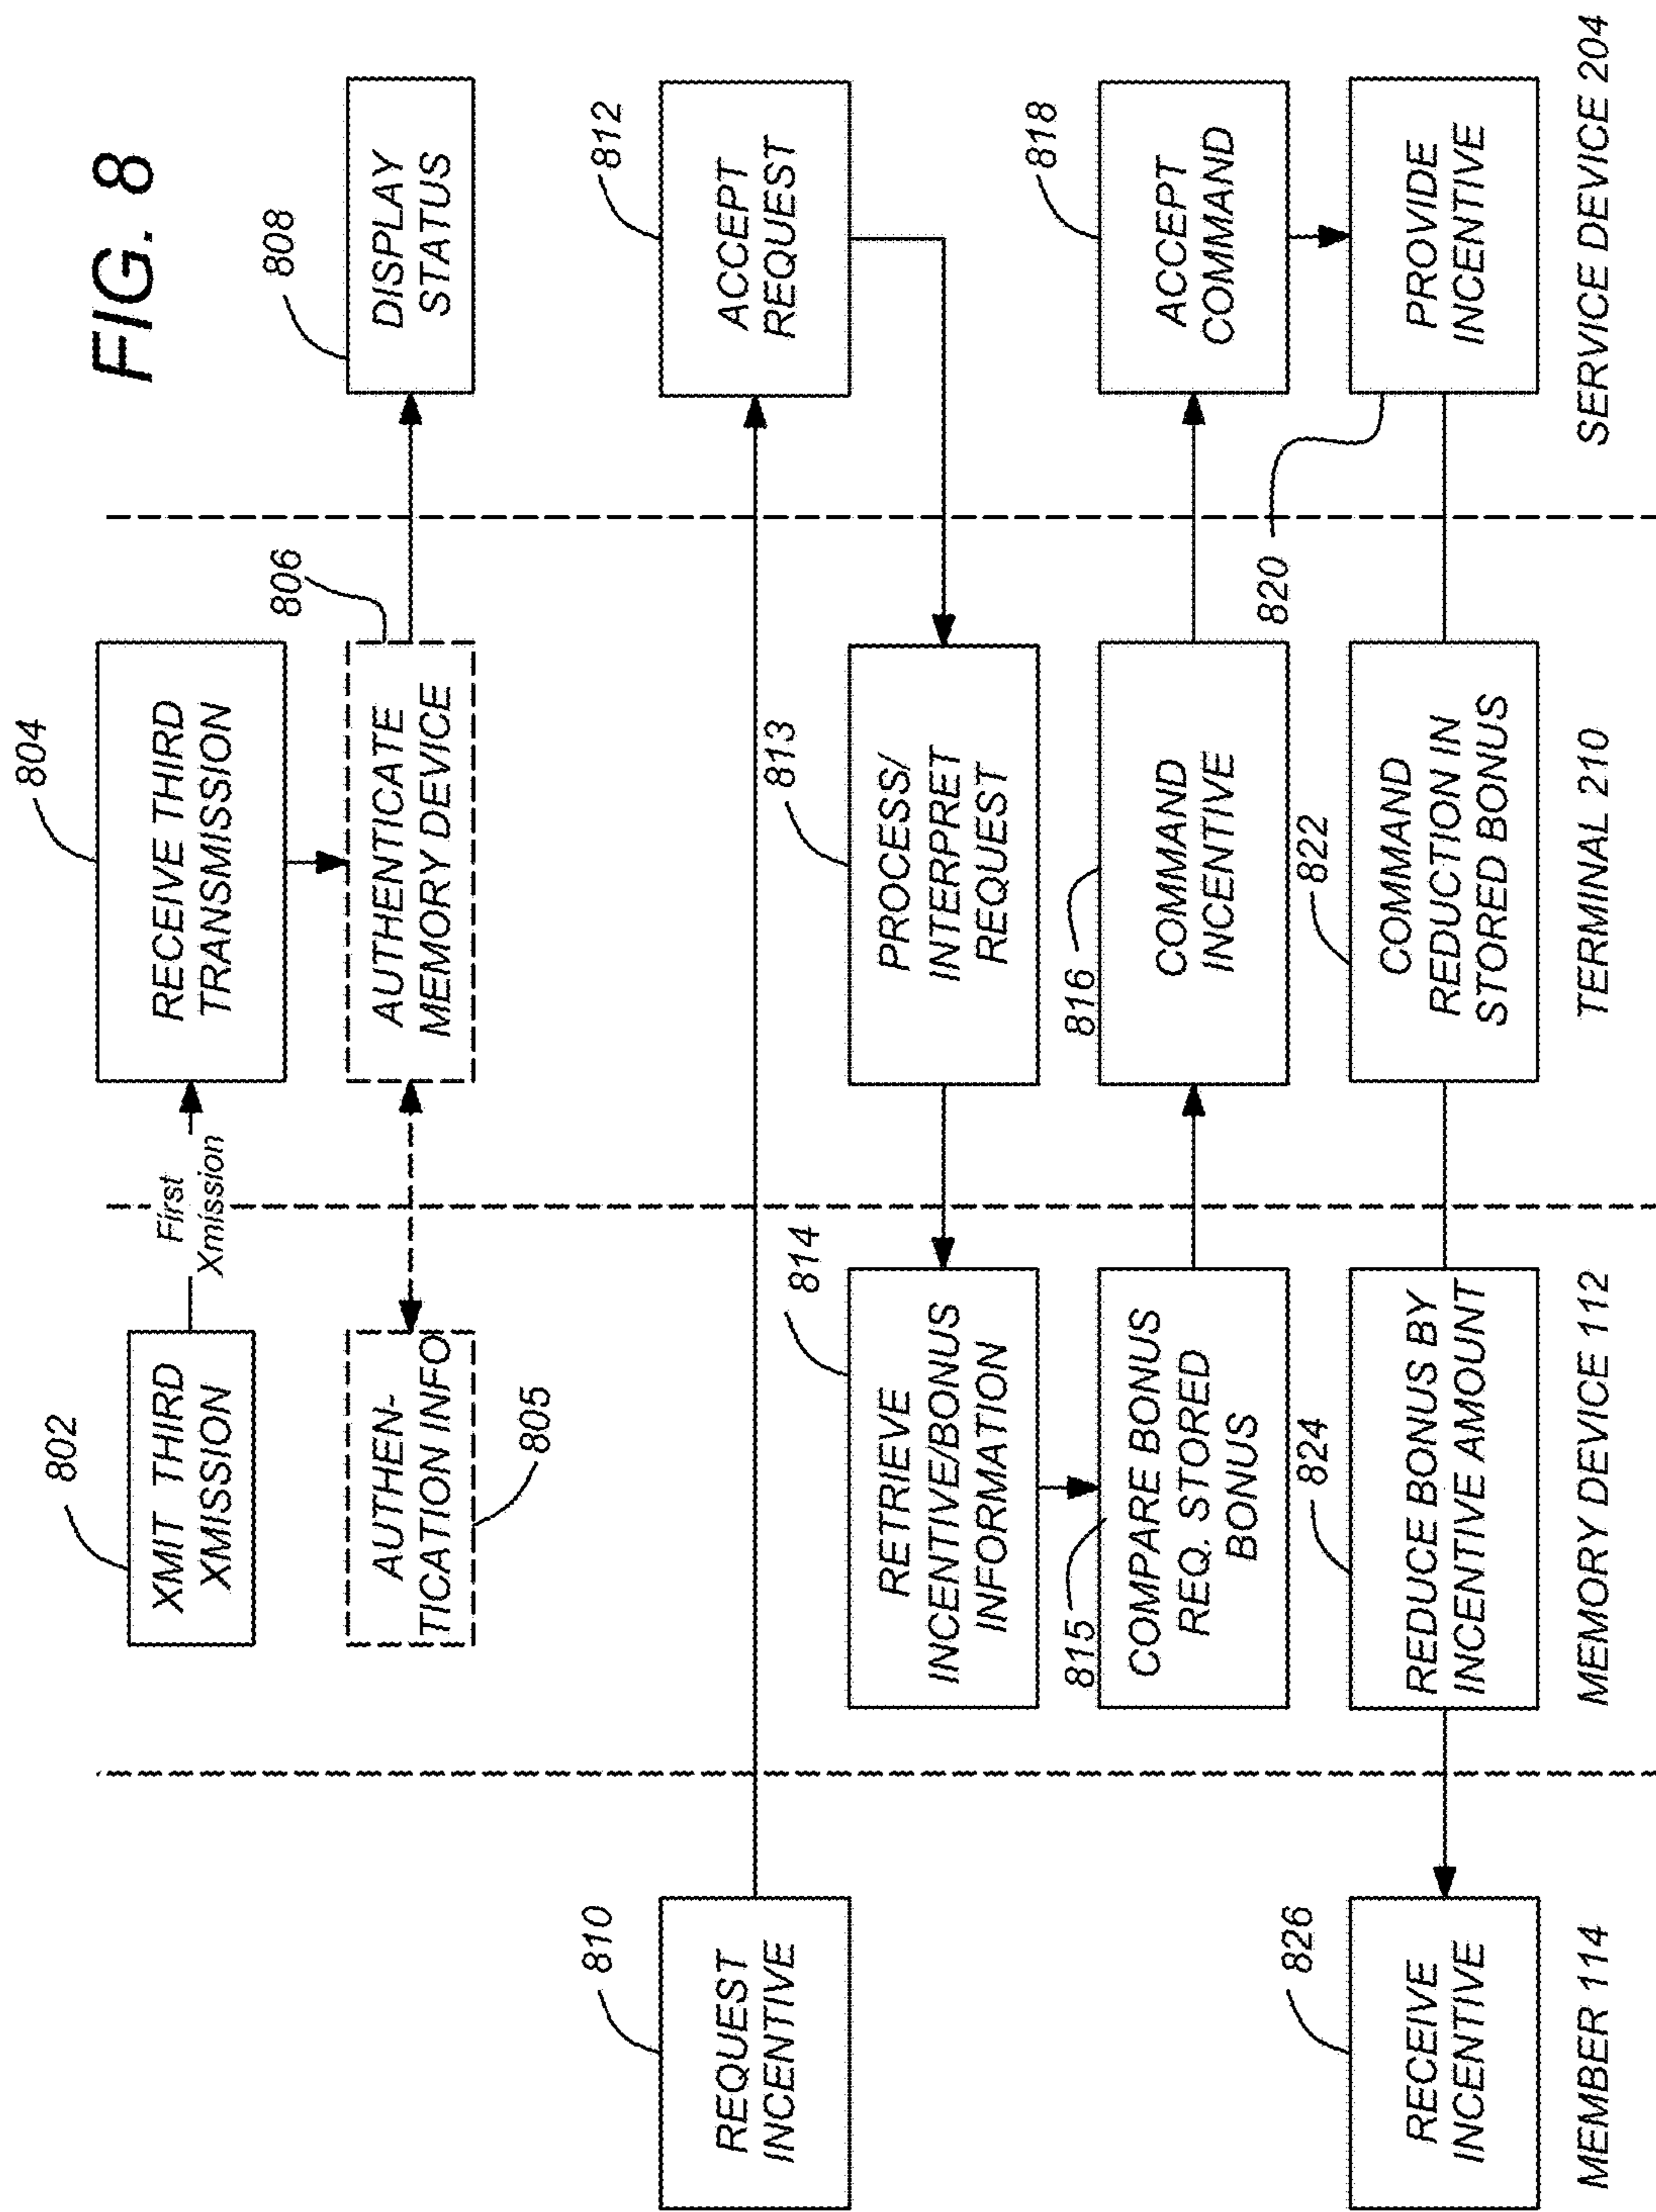 FIG. 8
802
XMIT THIRD
XMISSION
First
Xmission
804
RECEIVE THIRD
TRANSMISSION
AUTHEN-
TICATION INFO
805
806
AUTHENTICATE
MEMORY DEVICE
808
DISPLAY
STATUS
810
REQUEST
INCENTIVE
812
ACCEPT
REQUEST
813
PROCESS/
INTERPRET
REQUEST
814
RETRIEVE
INCENTIVE/BONUS
INFORMATION
815
COMPARE BONUS
REQ. STORED
BONUS
816
COMMAND
INCENTIVE
818
ACCEPT
COMMAND
820
PROVIDE
INCENTIVE
822
COMMAND
REDUCTION IN
STORED BONUS
824
REDUCE BONUS BY
INCENTIVE AMOUNT
826
RECEIVE
INCENTIVE
MEMBER 114
MEMORY DEVICE 112
TERMINAL 210
SERVICE DEVICE 204